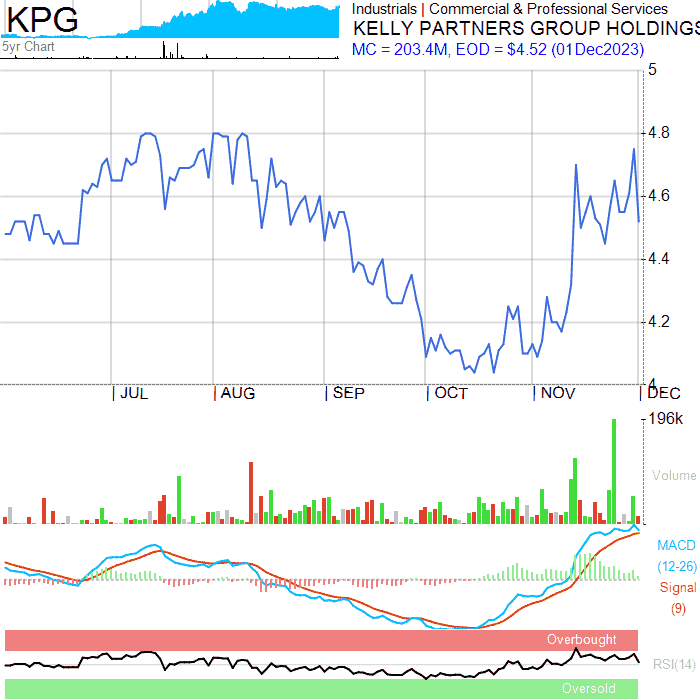 KPG
5yr Chart
Industrials | Commercial & Professional Services
KELLY PARTNERS GROUP HOLDINGS
MC = 203.4M, EOD = $4.52 (01Dec2023)
5
4.8
4.6
4.4
4.2
4
JUL
AUG
SEP
OCT
NOV
DEC
196k
Volume
MACD
(12-26)
Signal
(9)
Overbought
RSI(14)
Oversold